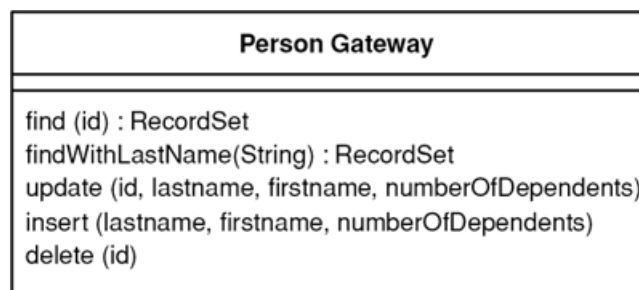 Person Gateway
find (id) : RecordSet
findWithLastName(String) : RecordSet
update (id, lastname, firstname, numberOfDependents)
insert (lastname, firstname, numberOfDependents)
delete (id)